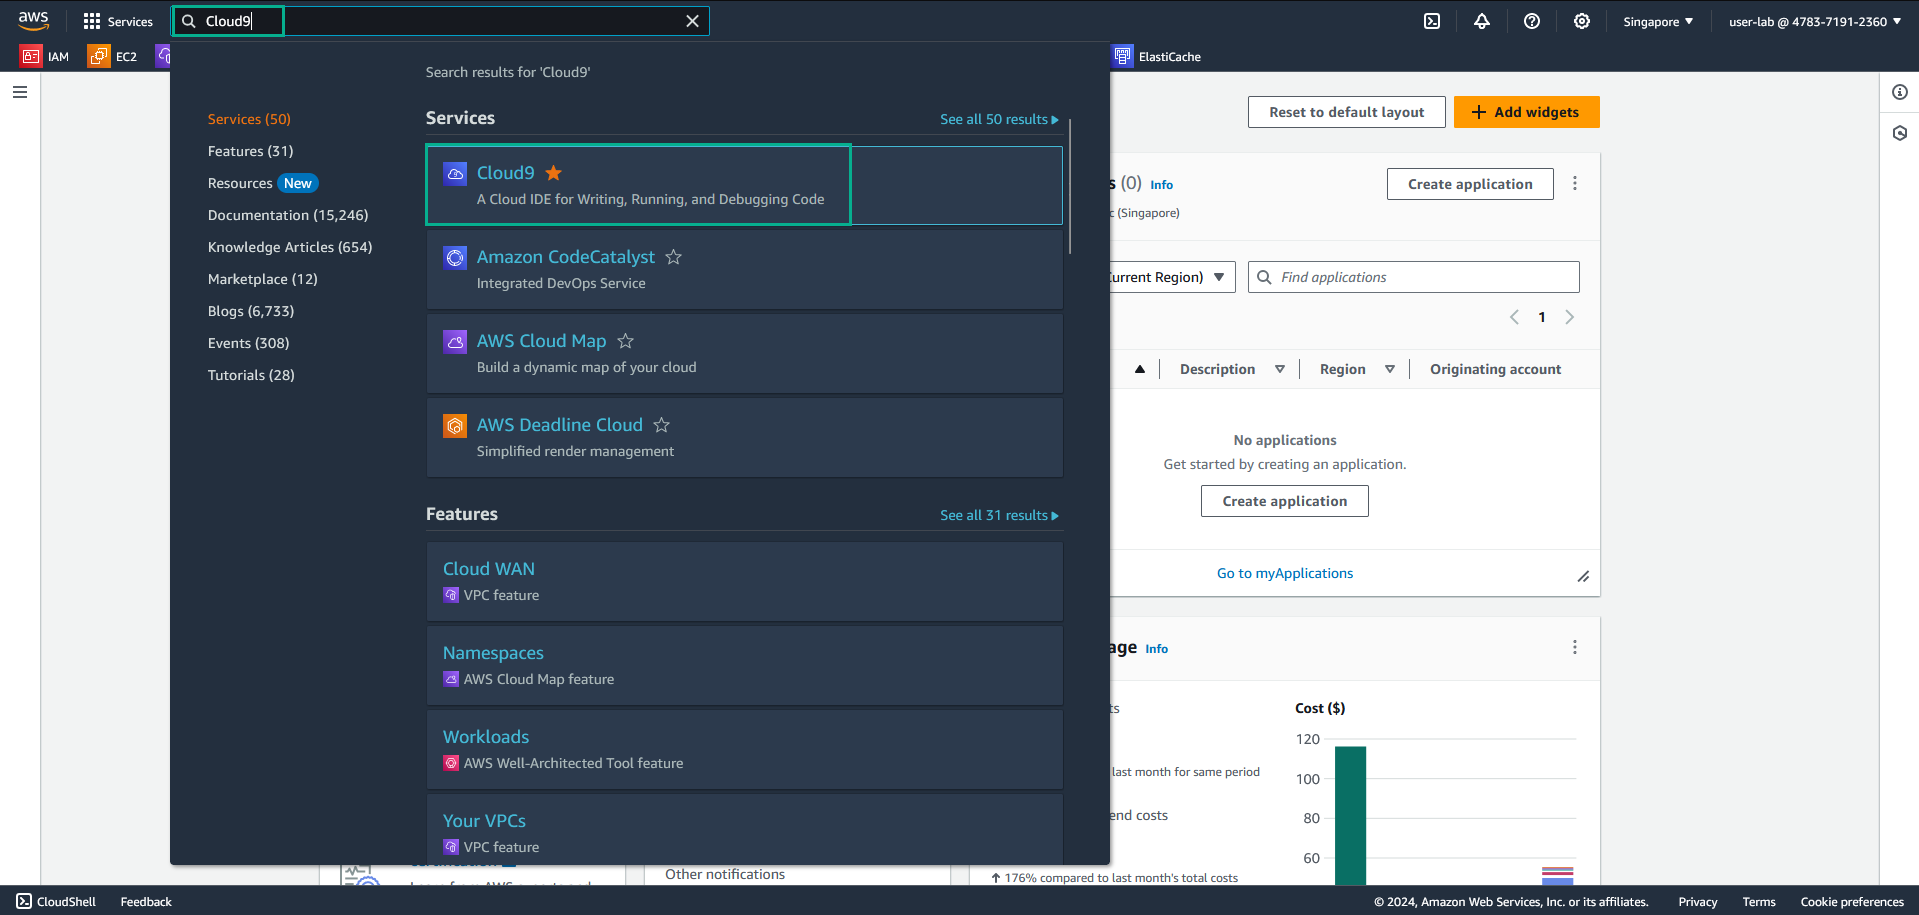 aws
Services
Cloud9
Singapore
user-lab @ 4783-7191-2360
IAM
EC2
ElastiCache
Search results for 'Cloud9'
Services (50)
Features (31)
Resources New
Documentation (15,246)
Knowledge Articles (654)
Marketplace (12)
Blogs (6,733)
Events (308)
Tutorials (28)
Services
See all 50 results
Cloud9
A Cloud IDE for Writing, Running, and Debugging Code
Amazon CodeCatalyst
Integrated DevOps Service
AWS Cloud Map
Build a dynamic map of your cloud
AWS Deadline Cloud
Simplified render management
Features
See all 31 results
Cloud WAN
VPC feature
Namespaces
AWS Cloud Map feature
Workloads
AWS Well-Architected Tool feature
Your VPCs
VPC feature
Reset to default layout
Add widgets
s (0) Info
c (Singapore)
Create application
urrent Region)
Find applications
1
Description
Region
Originating account
No applications
Get started by creating an application.
Create application
Go to myApplications
age Info
ts
last month for same period
end costs
176% compared to last month's total costs
Cost ($)
120
100
80
60
Other notifications
CloudShell
Feedback
© 2024, Amazon Web Services, Inc. or its affiliates.
Privacy
Terms
Cookie preferences